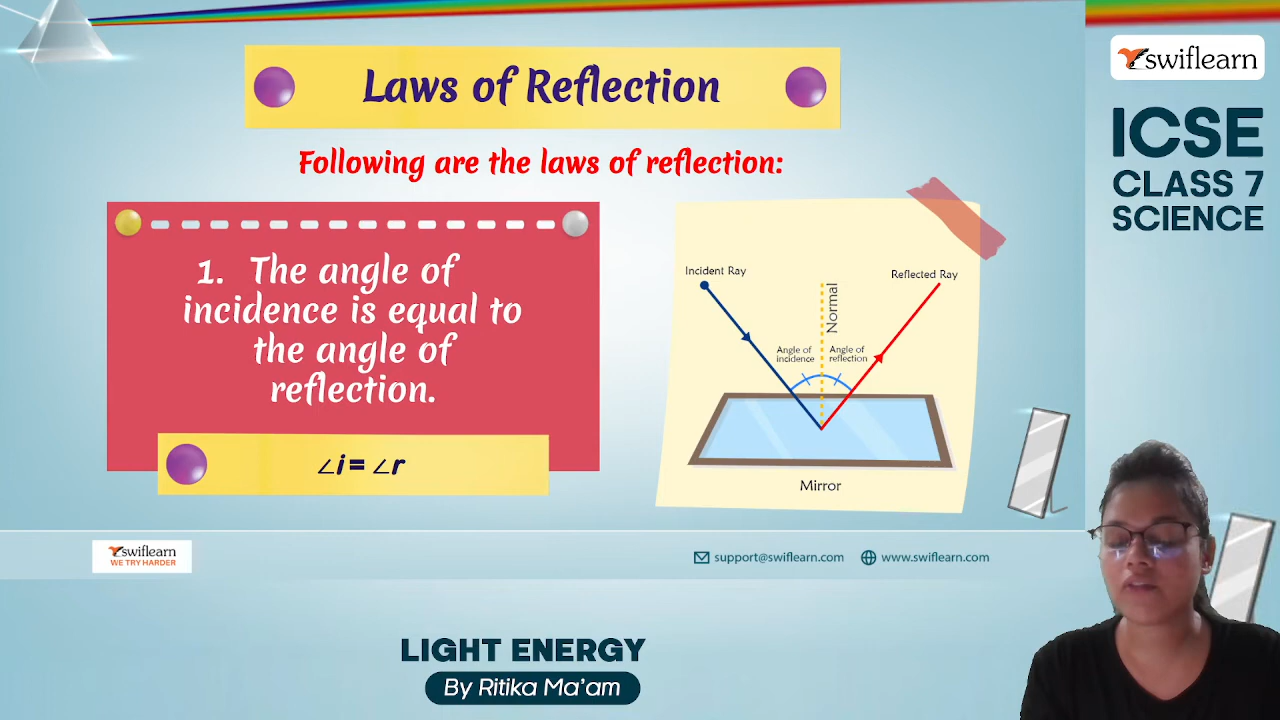 Laws of Reflection
Following are the laws of reflection:
1. The angle of
incidence is equal to
the angle of
reflection.
∠i = ∠r
Incident Ray
Reflected Ray
Normal
Angle of
incidence
Angle of
reflection
Mirror
swiflearn
WE TRY HARDER
support@swiflearn.com
www.swiflearn.com
swiflearn
ICSE
CLASS 7
SCIENCE
LIGHT ENERGY
By Ritika Ma'am